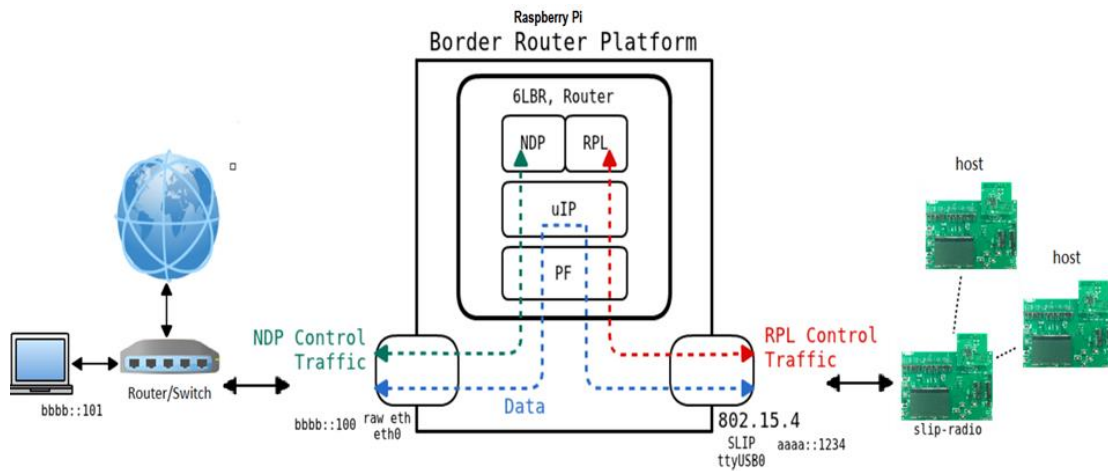 Raspberry Pi
Border Router Platform
6LBR, Router
NDP
RPL
uIP
PF
host
host
NDP Control
Traffic
RPL Control
Traffic
Router/Switch
bbbb::101
Data
bbbb::100
raw eth
eth0
802.15.4
SLIP
ttyUSB0
aaaa::1234
slip-radio